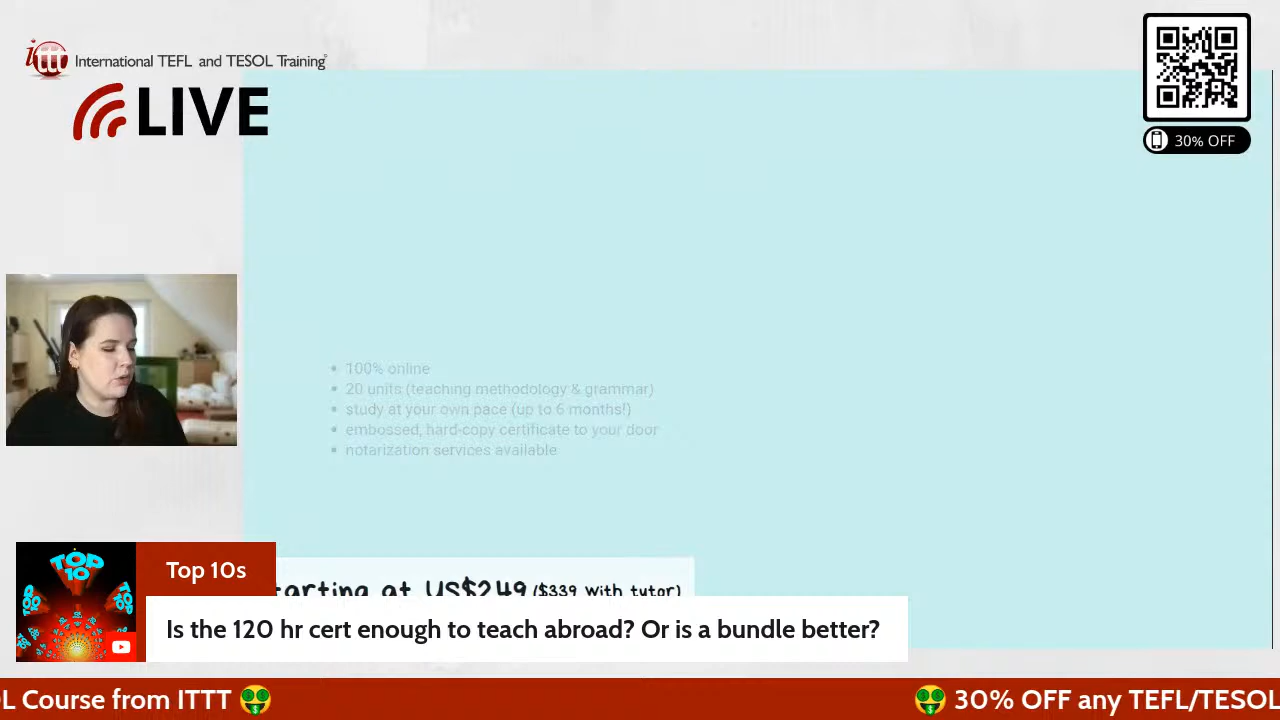 ittt International TEFL and TESOL Training
LIVE
30% OFF
100% online
20 units (teaching methodology & grammar)
study at your own pace (up to 6 months!)
embossed, hard-copy certificate to your door
notarization services available
TOP 10
Top 10s
at US$249 ($339 with tutor)
Is the 120 hr cert enough to teach abroad? Or is a bundle better?
Course from ITTT 🤑
🤑 30% OFF any TEFL/TESOL